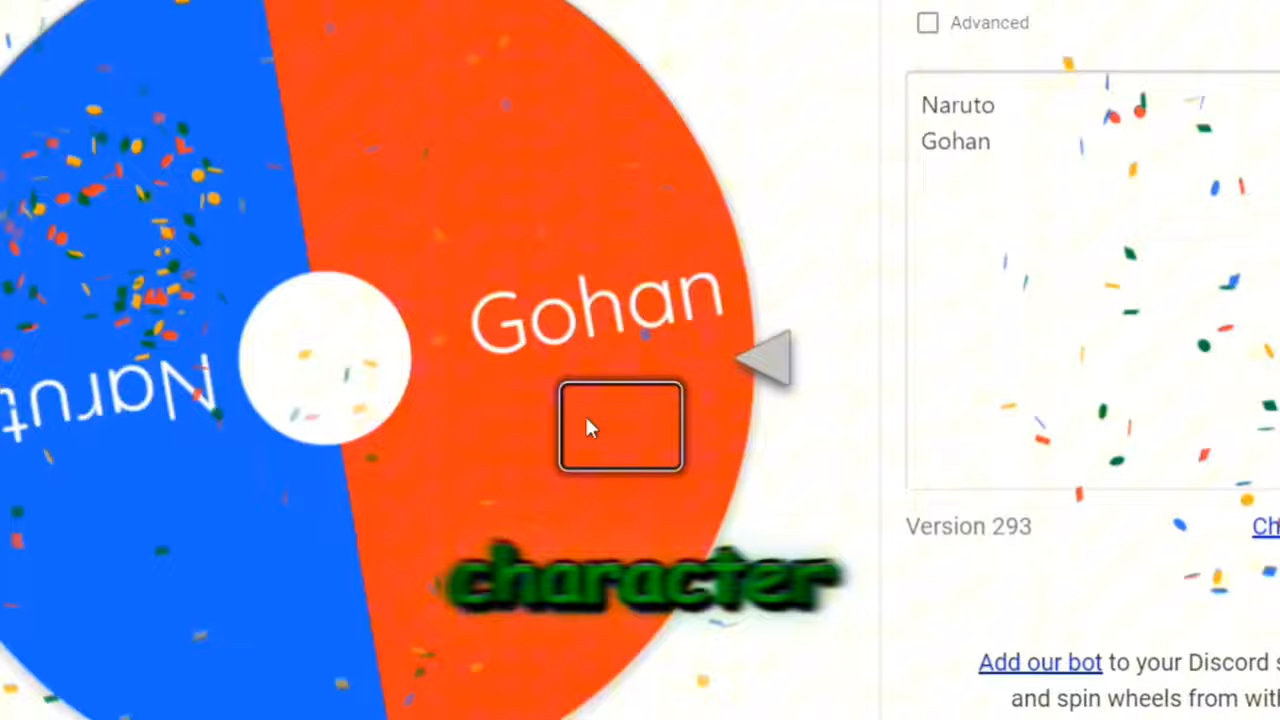 Advanced
Naruto
Gohan
Gohan
Narut
character
Version 293
Ch
Add our bot to your Discord s
and spin wheels from with